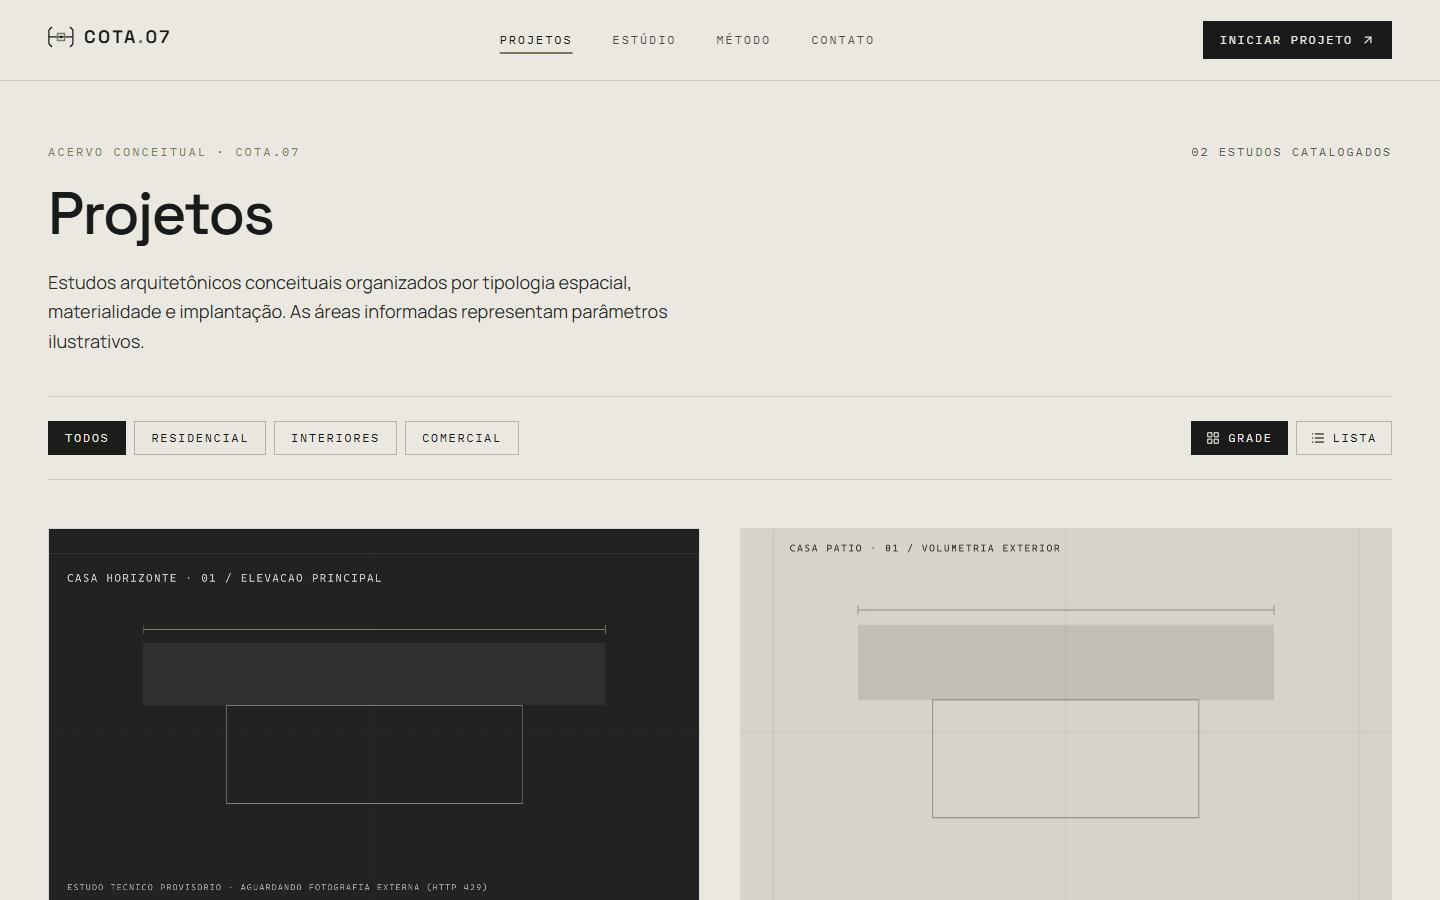 COTA.07
PROJETOS
ESTÚDIO
MÉTODO
CONTATO
INICIAR PROJETO
ACERVO CONCEITUAL · COTA.07
02 ESTUDOS CATALOGADOS
Projetos
Estudos arquitetônicos conceituais organizados por tipologia espacial,
materialidade e implantação. As áreas informadas representam parâmetros
ilustrativos.
TODOS
RESIDENCIAL
INTERIORES
COMERCIAL
GRADE
LISTA
CASA HORIZONTE · 01 / ELEVACAO PRINCIPAL
ESTUDO TECNICO PROVISORIO · AGUARDANDO FOTOGRAFIA EXTERNA (HTTP 429)
CASA PATIO · 01 / VOLUMETRIA EXTERIOR